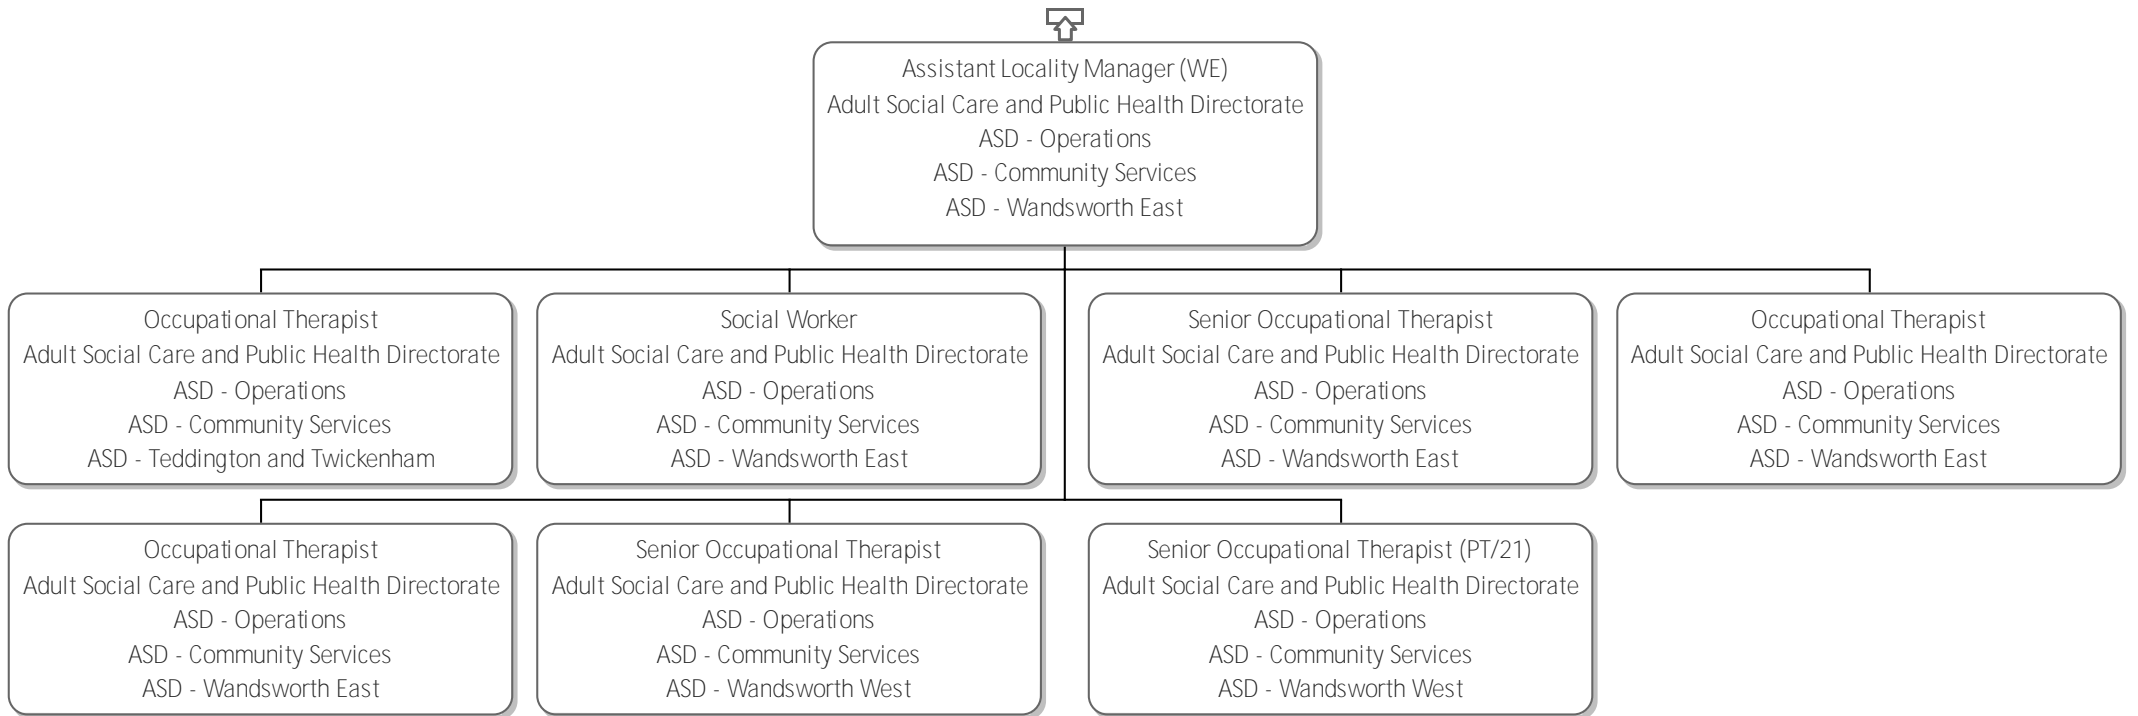 Assistant Locality Manager (WE)
Adult Social Care and Public Health Directorate
ASD - Operations
ASD - Community Services
ASD - Wandsworth East
Occupational Therapist
Adult Social Care and Public Health Directorate
ASD - Operations
ASD - Community Services
ASD - Teddington and Twickenham
Social Worker
Adult Social Care and Public Health Directorate
ASD - Operations
ASD - Community Services
ASD - Wandsworth East
Senior Occupational Therapist
Adult Social Care and Public Health Directorate
ASD - Operations
ASD - Community Services
ASD - Wandsworth East
Occupational Therapist
Adult Social Care and Public Health Directorate
ASD - Operations
ASD - Community Services
ASD - Wandsworth East
Occupational Therapist
Adult Social Care and Public Health Directorate
ASD - Operations
ASD - Community Services
ASD - Wandsworth East
Senior Occupational Therapist
Adult Social Care and Public Health Directorate
ASD - Operations
ASD - Community Services
ASD - Wandsworth West
Senior Occupational Therapist (PT/21)
Adult Social Care and Public Health Directorate
ASD - Operations
ASD - Community Services
ASD - Wandsworth West